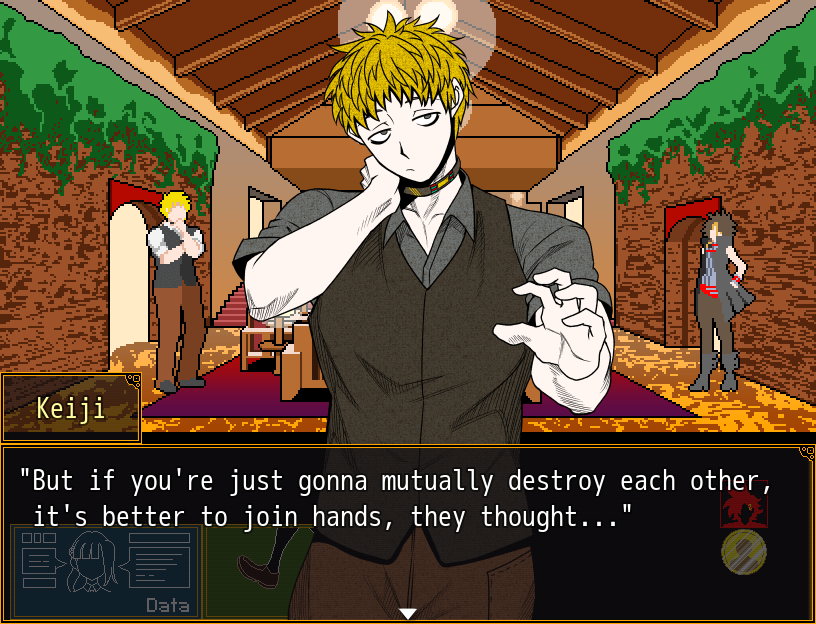 Keiji
"But if you're just gonna mutually destroy each other,
it's better to join hands, they thought..."
Data